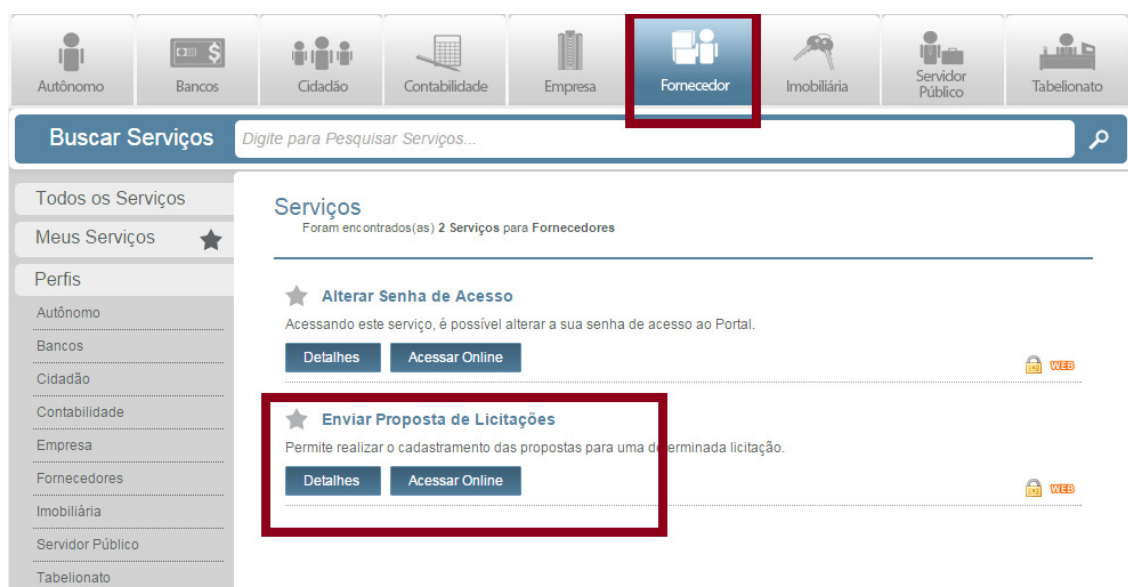 Autônomo
Bancos
Cidadão
Contabilidade
Empresa
Fornecedor
Imobiliária
Servidor
Público
Tabelionato
Buscar Serviços
Digite para Pesquisar Serviços...
Todos os Serviços
Meus Serviços
Perfis
Autônomo
Bancos
Cidadão
Contabilidade
Empresa
Fornecedores
Imobiliária
Servidor Público
Tabelionato
Serviços
Foram encontrados(as) 2 Serviços para Fornecedores
Alterar Senha de Acesso
Acessando este serviço, é possível alterar a sua senha de acesso ao Portal.
Detalhes
Acessar Online
WEB
Enviar Proposta de Licitações
Permite realizar o cadastramento das propostas para uma determinada licitação.
Detalhes
Acessar Online
WEB